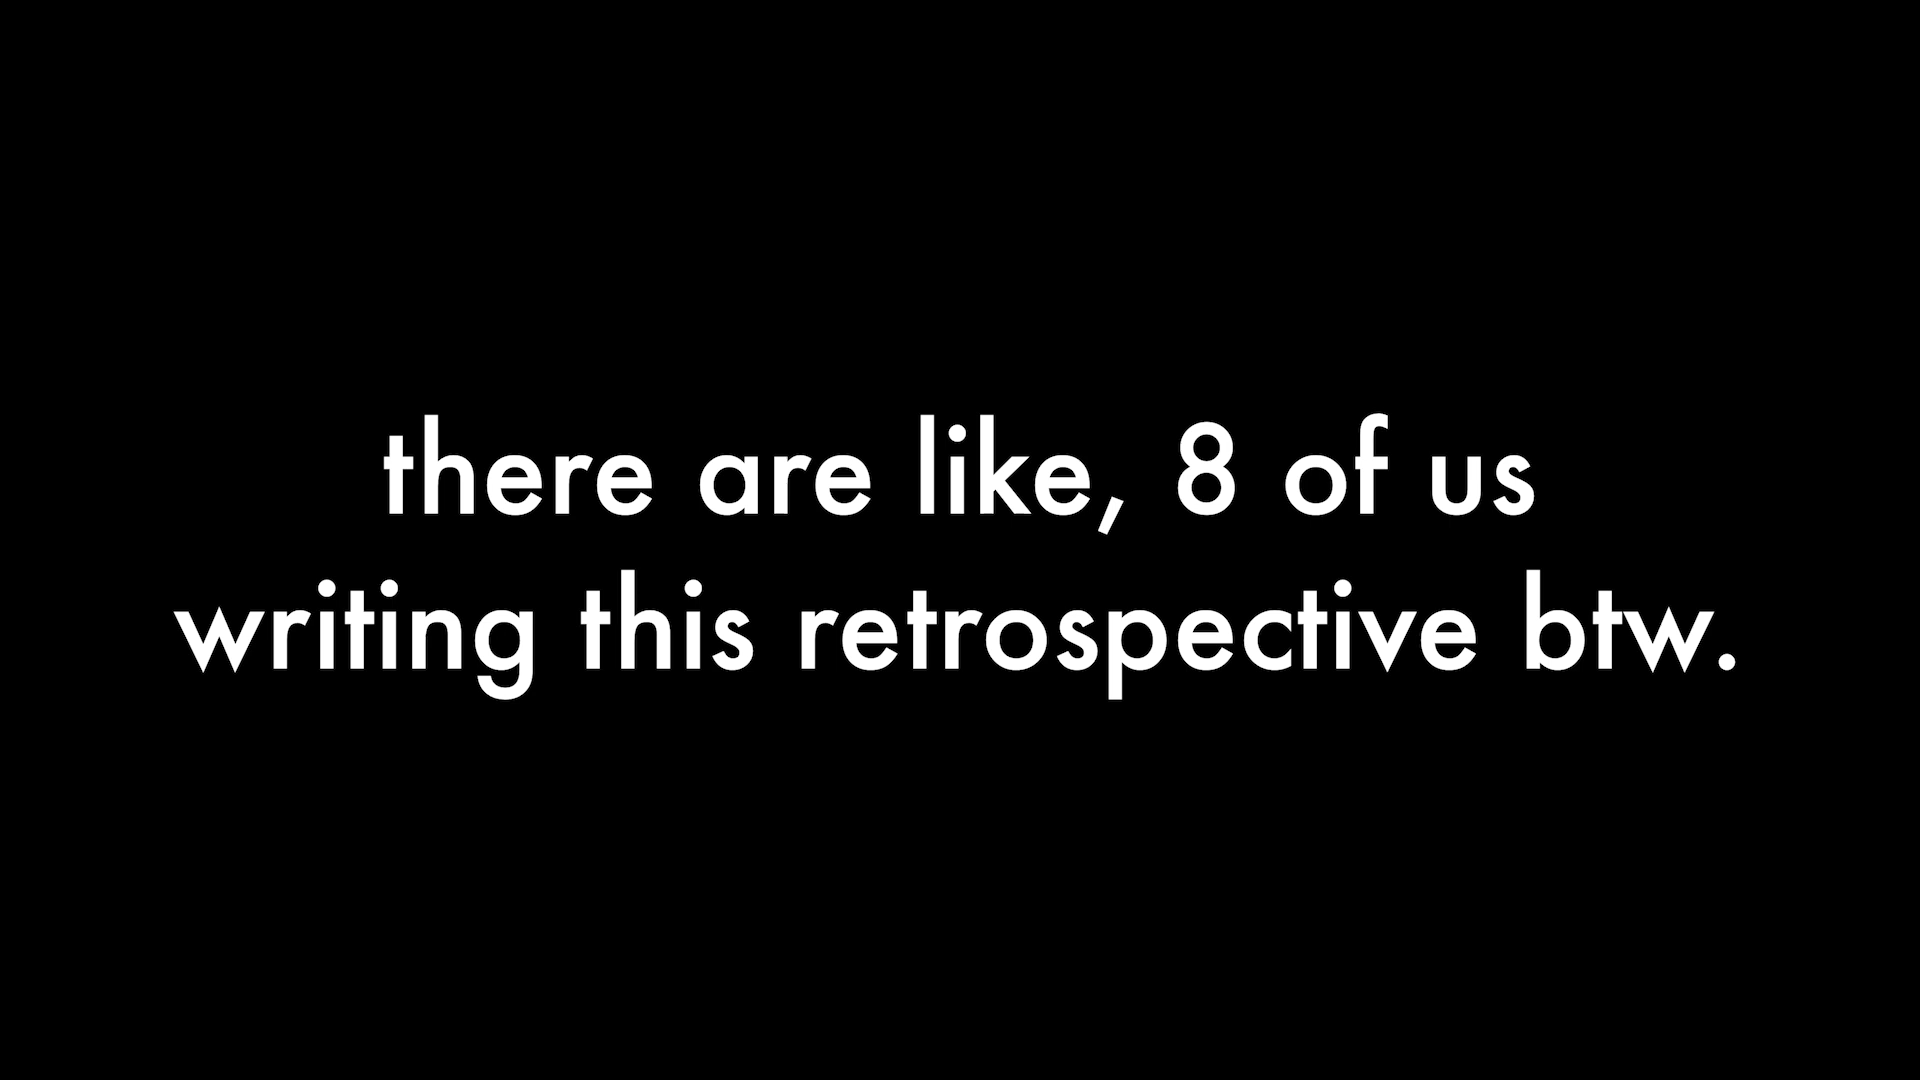 there are like, 8 of us
writing this retrospective btw.